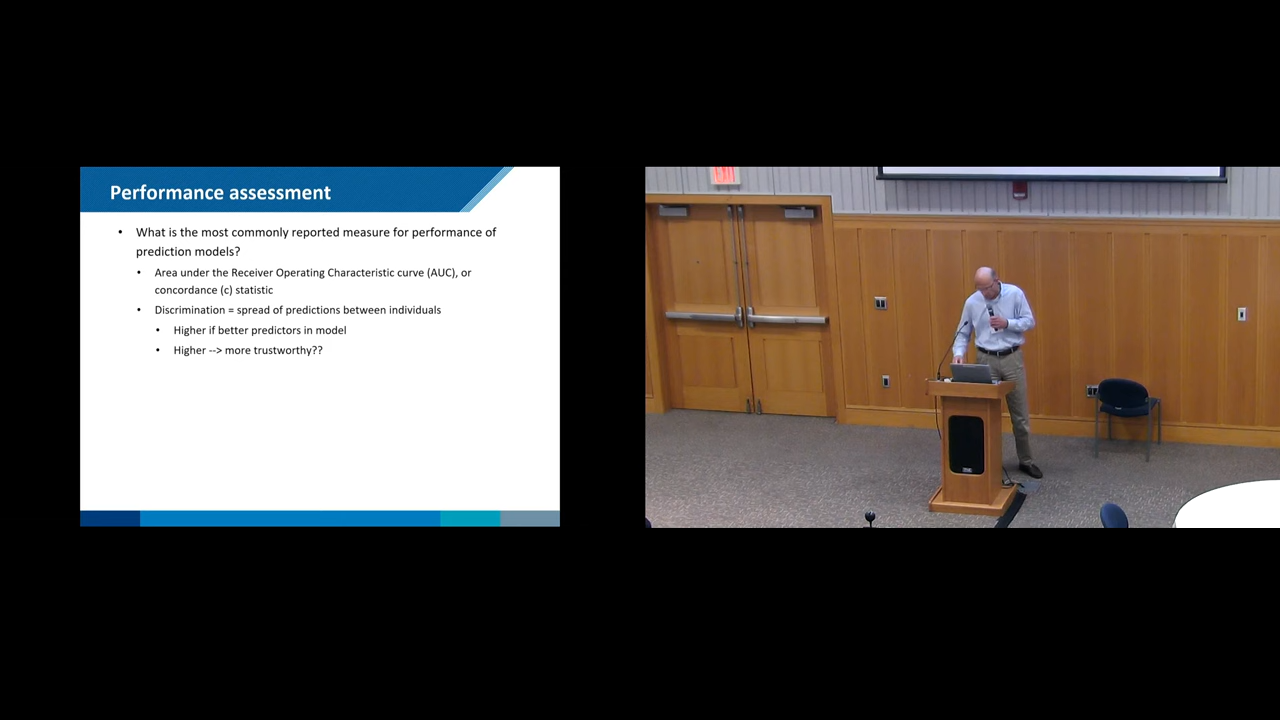 Performance assessment
• What is the most commonly reported measure for performance of
prediction models?
• Area under the Receiver Operating Characteristic curve (AUC), or
concordance (c) statistic
• Discrimination = spread of predictions between individuals
• Higher if better predictors in model
• Higher --> more trustworthy??